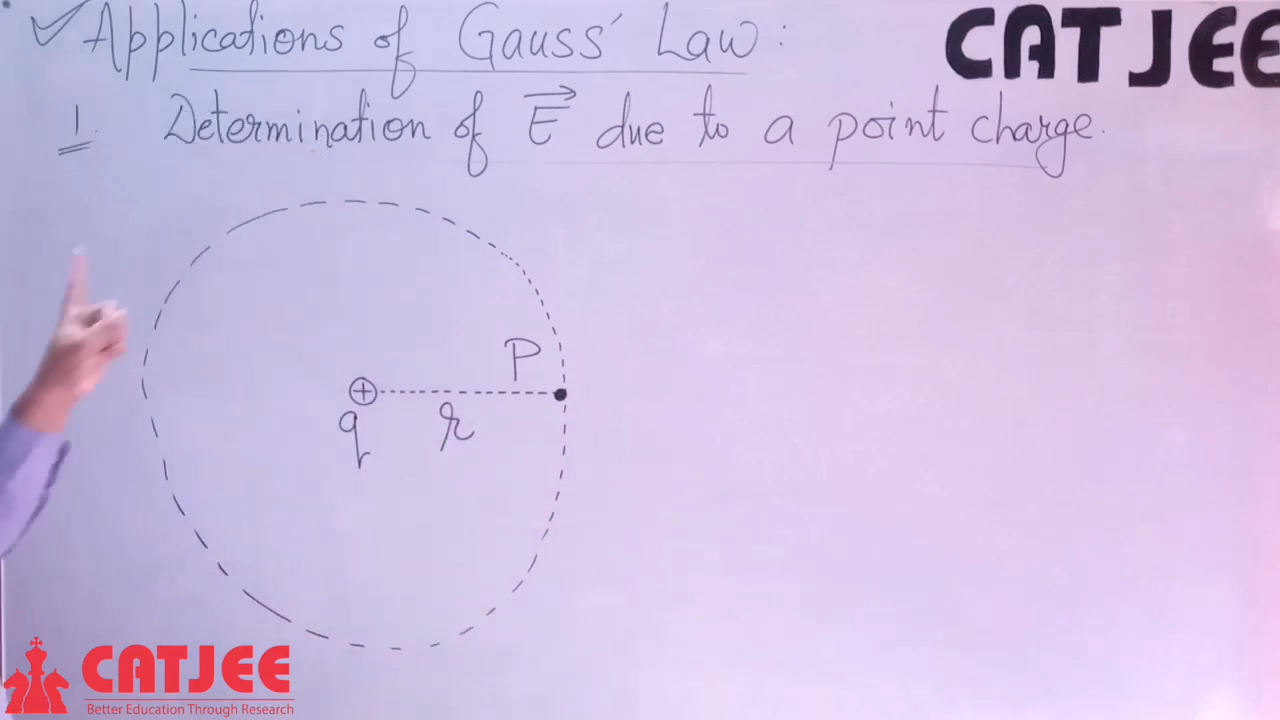 ✓ Applications of Gauss' Law :
CATJEE
1. Determination of E⃗ due to a point charge.
P
+
q
r
CATJEE
Better Education Through Research